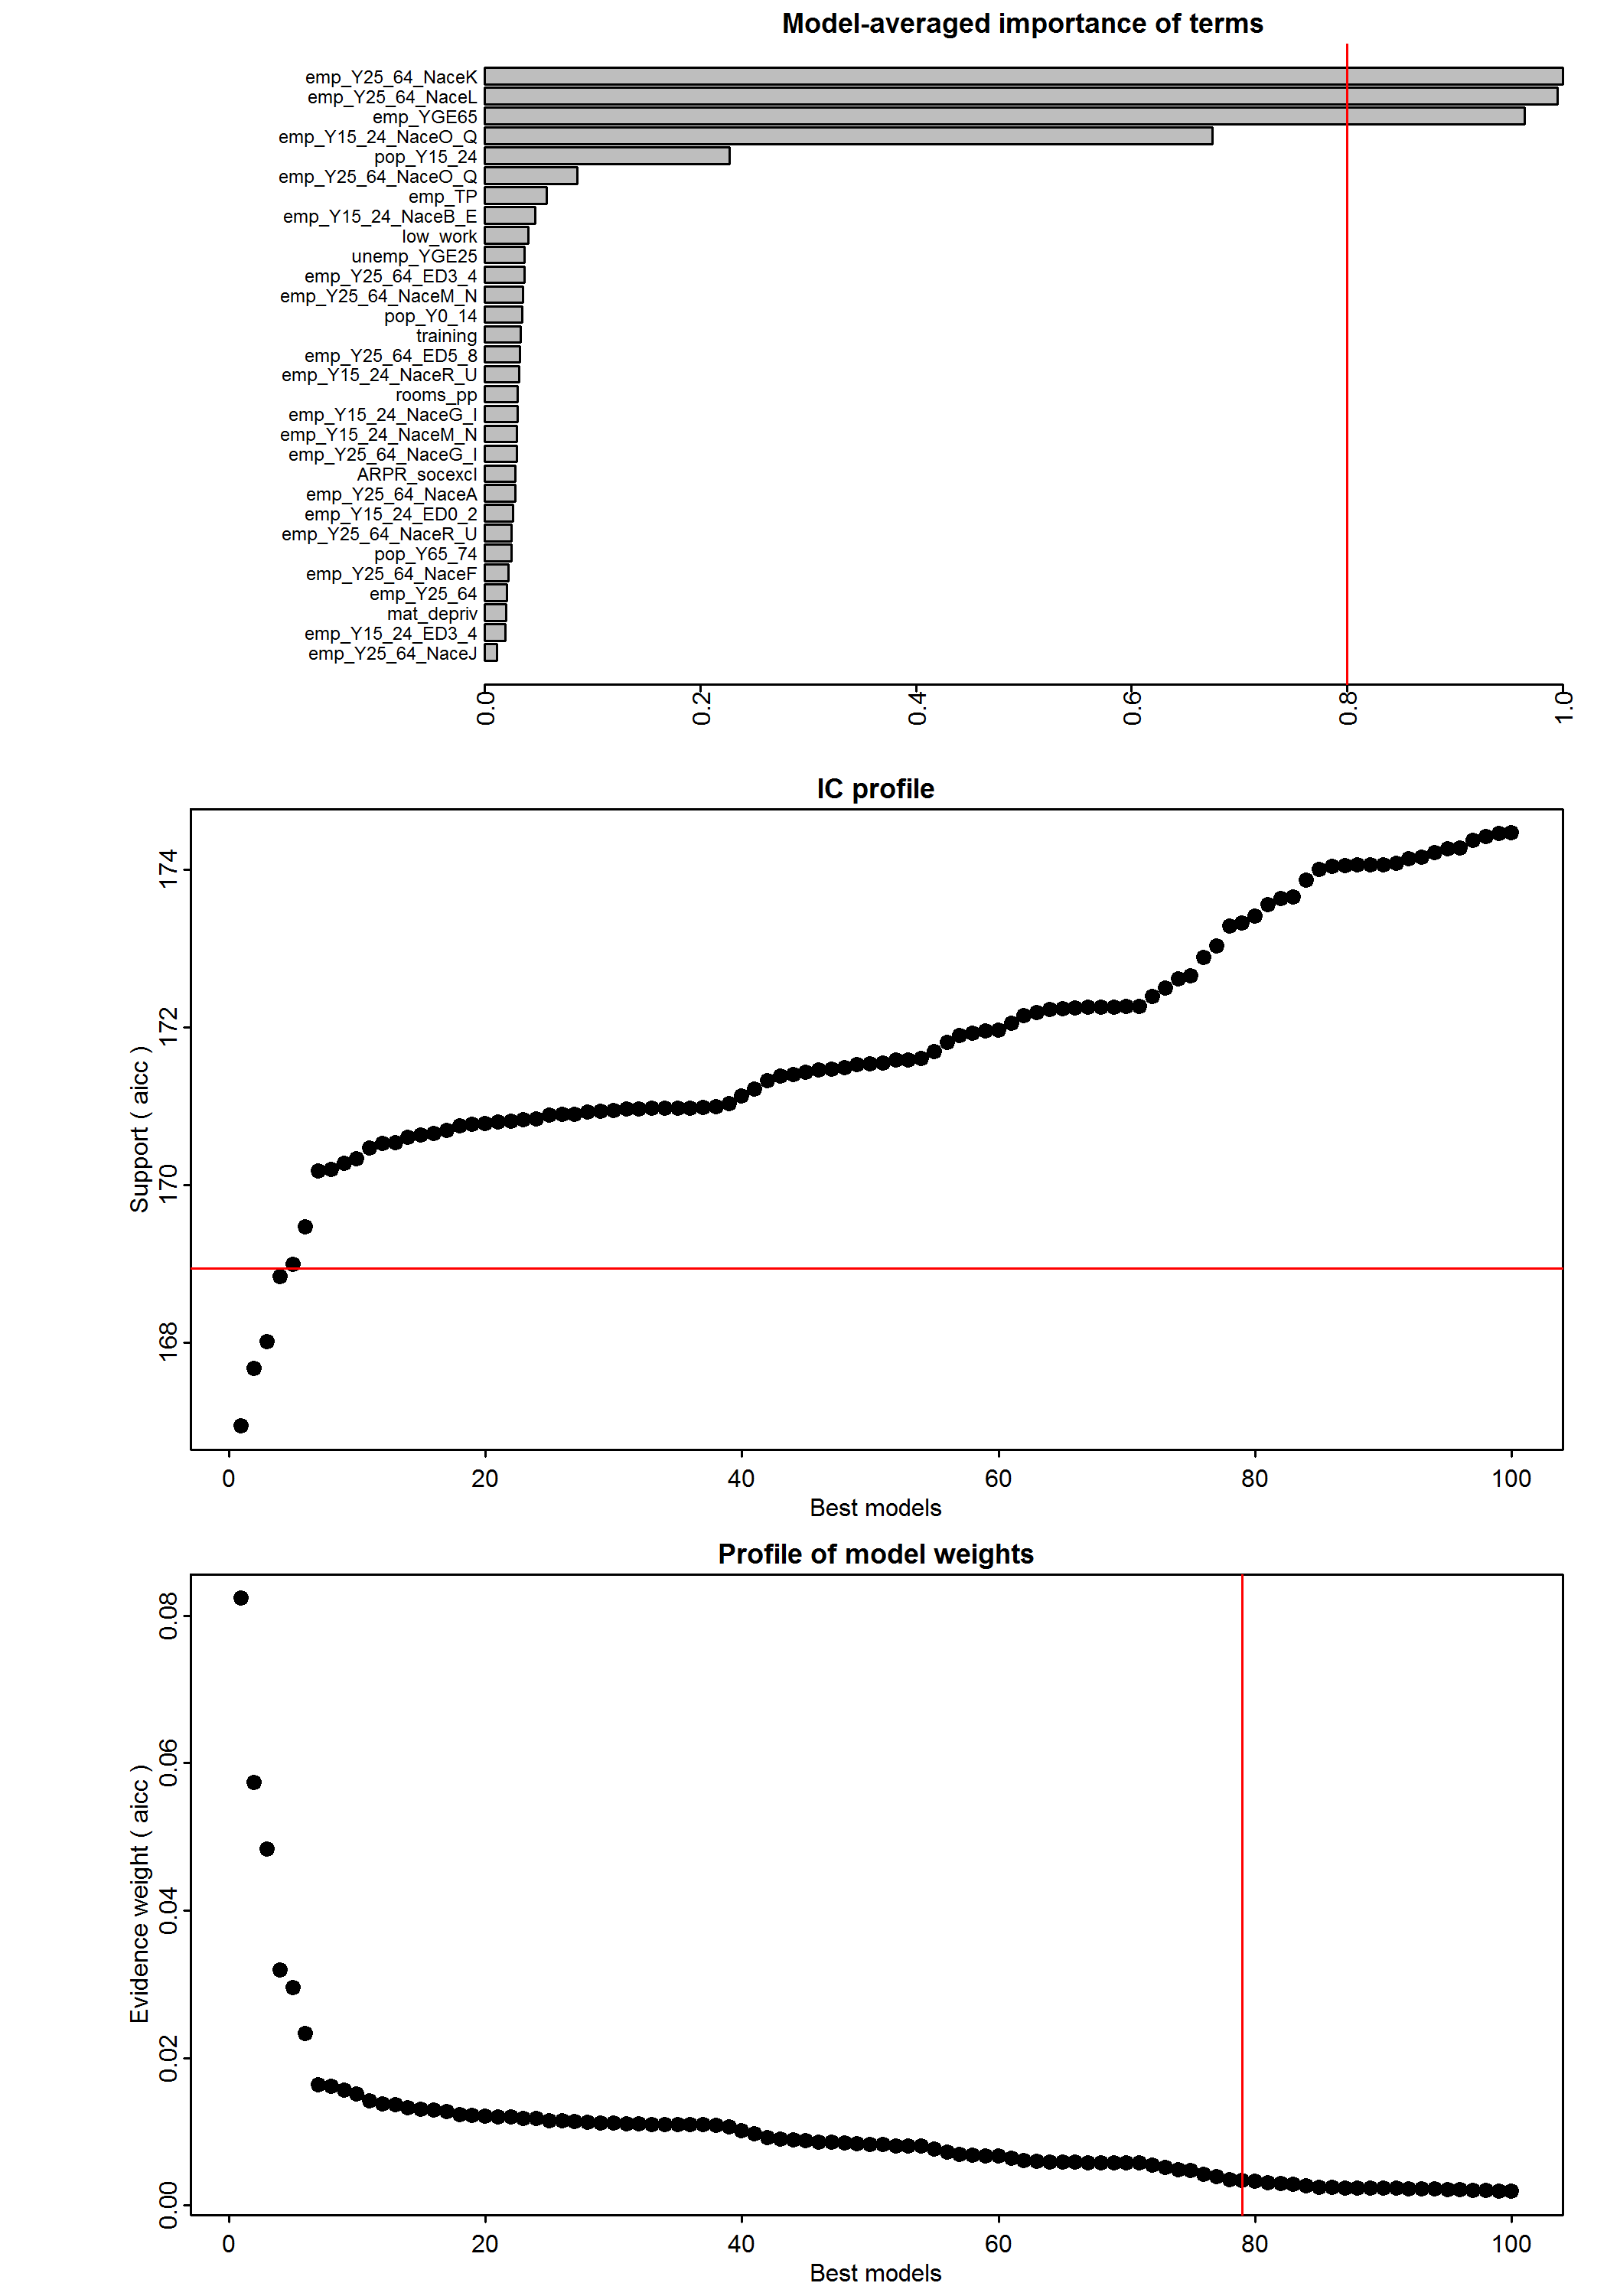 Model-averaged importance of terms
emp_Y25_64_NaceK
emp_Y25_64_NaceL
emp_YGE65
emp_Y15_24_NaceO_Q
pop_Y15_24
emp_Y25_64_NaceO_Q
emp_TP
emp_Y15_24_NaceB_E
low_work
unemp_YGE25
emp_Y25_64_ED3_4
emp_Y25_64_NaceM_N
pop_Y0_14
training
emp_Y25_64_ED5_8
emp_Y15_24_NaceR_U
rooms_pp
emp_Y15_24_NaceG_I
emp_Y15_24_NaceM_N
emp_Y25_64_NaceG_I
ARPR_socexcl
emp_Y25_64_NaceA
emp_Y15_24_ED0_2
emp_Y25_64_NaceR_U
pop_Y65_74
emp_Y25_64_NaceF
emp_Y25_64
mat_depriv
emp_Y15_24_ED3_4
emp_Y25_64_NaceJ
0.0 0.2 0.4 0.6 0.8 1.0
IC profile
Support ( aicc )
174
172
170
168
0 20 40 60 80 100
Best models
Profile of model weights
Evidence weight ( aicc )
0.08
0.06
0.04
0.02
0.00
0 20 40 60 80 100
Best models